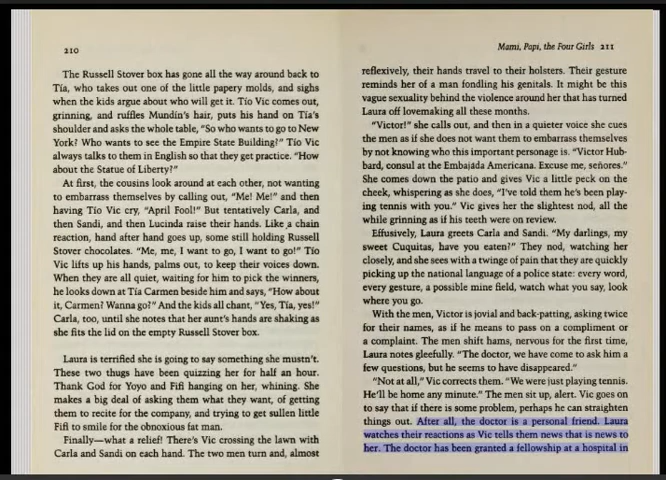 210
The Russell Stover box has gone all the way around back to
Tía, who takes out one of the little papery molds, and sighs
when the kids argue about who will get it. Tío Vic comes out,
grinning, and ruffles Mundín's hair, puts his hand on Tía's
shoulder and asks the whole table, "So who wants to go to New
York? Who wants to see the Empire State Building?" Tío Vic
always talks to them in English so that they get practice. "How
about the Statue of Liberty?"
At first, the cousins look around at each other, not wanting
to embarrass themselves by calling out, "Me! Me!" and then
having Tío Vic cry, "April Fool!" But tentatively Carla, and
then Sandi, and then Lucinda raise their hands. Like a chain
reaction, hand after hand goes up, some still holding Russell
Stover chocolates. "Me, me, I want to go, I want to go!" Tío
Vic lifts up his hands, palms out, to keep their voices down.
When they are all quiet, waiting for him to pick the winners,
he looks down at Tía Carmen beside him and says, "How about
it, Carmen? Wanna go?" And the kids all chant, "Yes, Tía, yes!"
Carla, too, until she notes that her aunt's hands are shaking as
she fits the lid on the empty Russell Stover box.
Laura is terrified she is going to say something she mustn't.
These two thugs have been quizzing her for half an hour.
Thank God for Yoyo and Fifi hanging on her, whining. She
makes a big deal of asking them what they want, of getting
them to recite for the company, and trying to get sullen little
Fifi to smile for the obnoxious fat man.
Finally—what a relief! There's Vic crossing the lawn with
Carla and Sandi on each hand. The two men turn and, almost
Mami, Papi, the Four Girls 211
reflexively, their hands travel to their holsters. Their gesture
reminds her of a man fondling his genitals. It might be this
vague sexuality behind the violence around her that has turned
Laura off lovemaking all these months.
"Victor!" she calls out, and then in a quieter voice she cues
the men as if she does not want them to embarrass themselves
by not knowing who this important personage is. "Victor Hub-
bard, consul at the Embajada Americana. Excuse me, señores."
She comes down the patio and gives Vic a little peck on the
cheek, whispering as she does, "I've told them he's been play-
ing tennis with you." Vic gives her the slightest nod, all the
while grinning as if his teeth were on review.
Effusively, Laura greets Carla and Sandi. "My darlings, my
sweet Cuquitas, have you eaten?" They nod, watching her
closely, and she sees with a twinge of pain that they are quickly
picking up the national language of a police state: every word,
every gesture, a possible mine field, watch what you say, look
where you go.
With the men, Victor is jovial and back-patting, asking twice
for their names, as if he means to pass on a compliment or
a complaint. The men shift hams, nervous for the first time,
Laura notes gleefully. "The doctor, we have come to ask him a
few questions, but he seems to have disappeared."
"Not at all," Vic corrects them. "We were just playing tennis.
He'll be home any minute." The men sit up, alert. Vic goes on
to say that if there is some problem, perhaps he can straighten
things out. After all, the doctor is a personal friend. Laura
watches their reactions as Vic tells them news that is news to
her. The doctor has been granted a fellowship at a hospital in